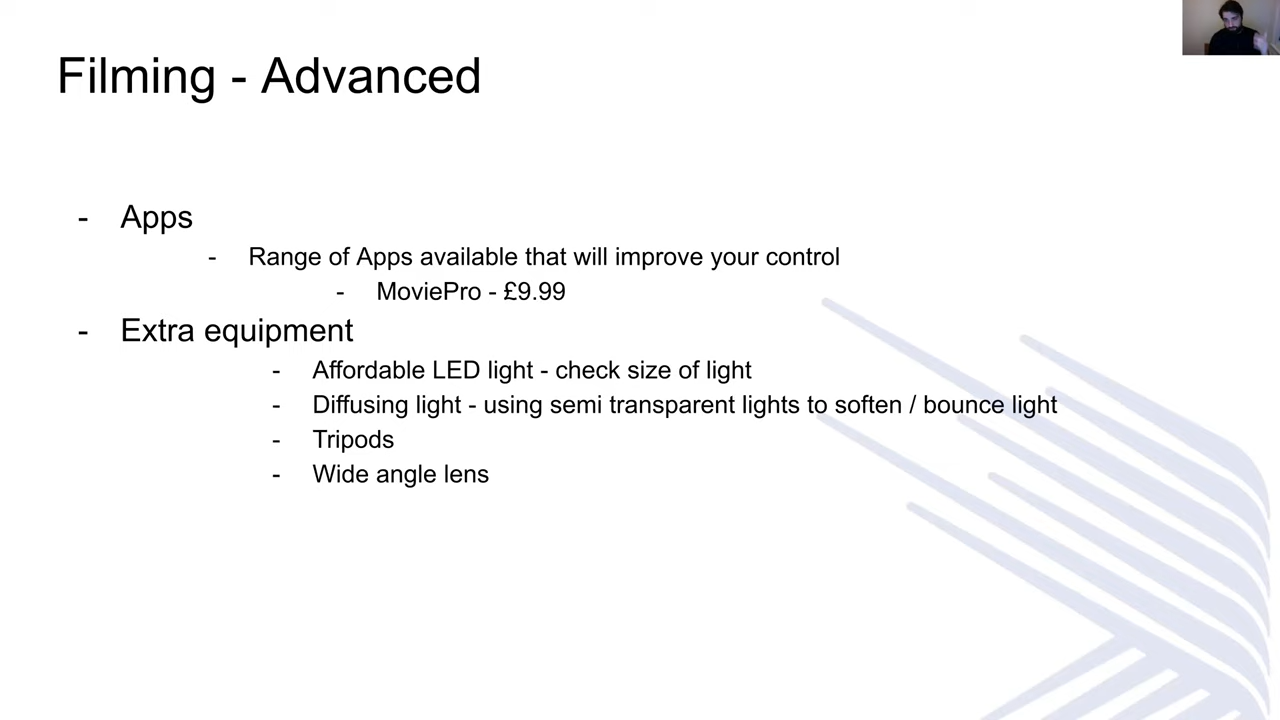 Filming - Advanced
- Apps
- Range of Apps available that will improve your control
- MoviePro - £9.99
- Extra equipment
- Affordable LED light - check size of light
- Diffusing light - using semi transparent lights to soften / bounce light
- Tripods
- Wide angle lens